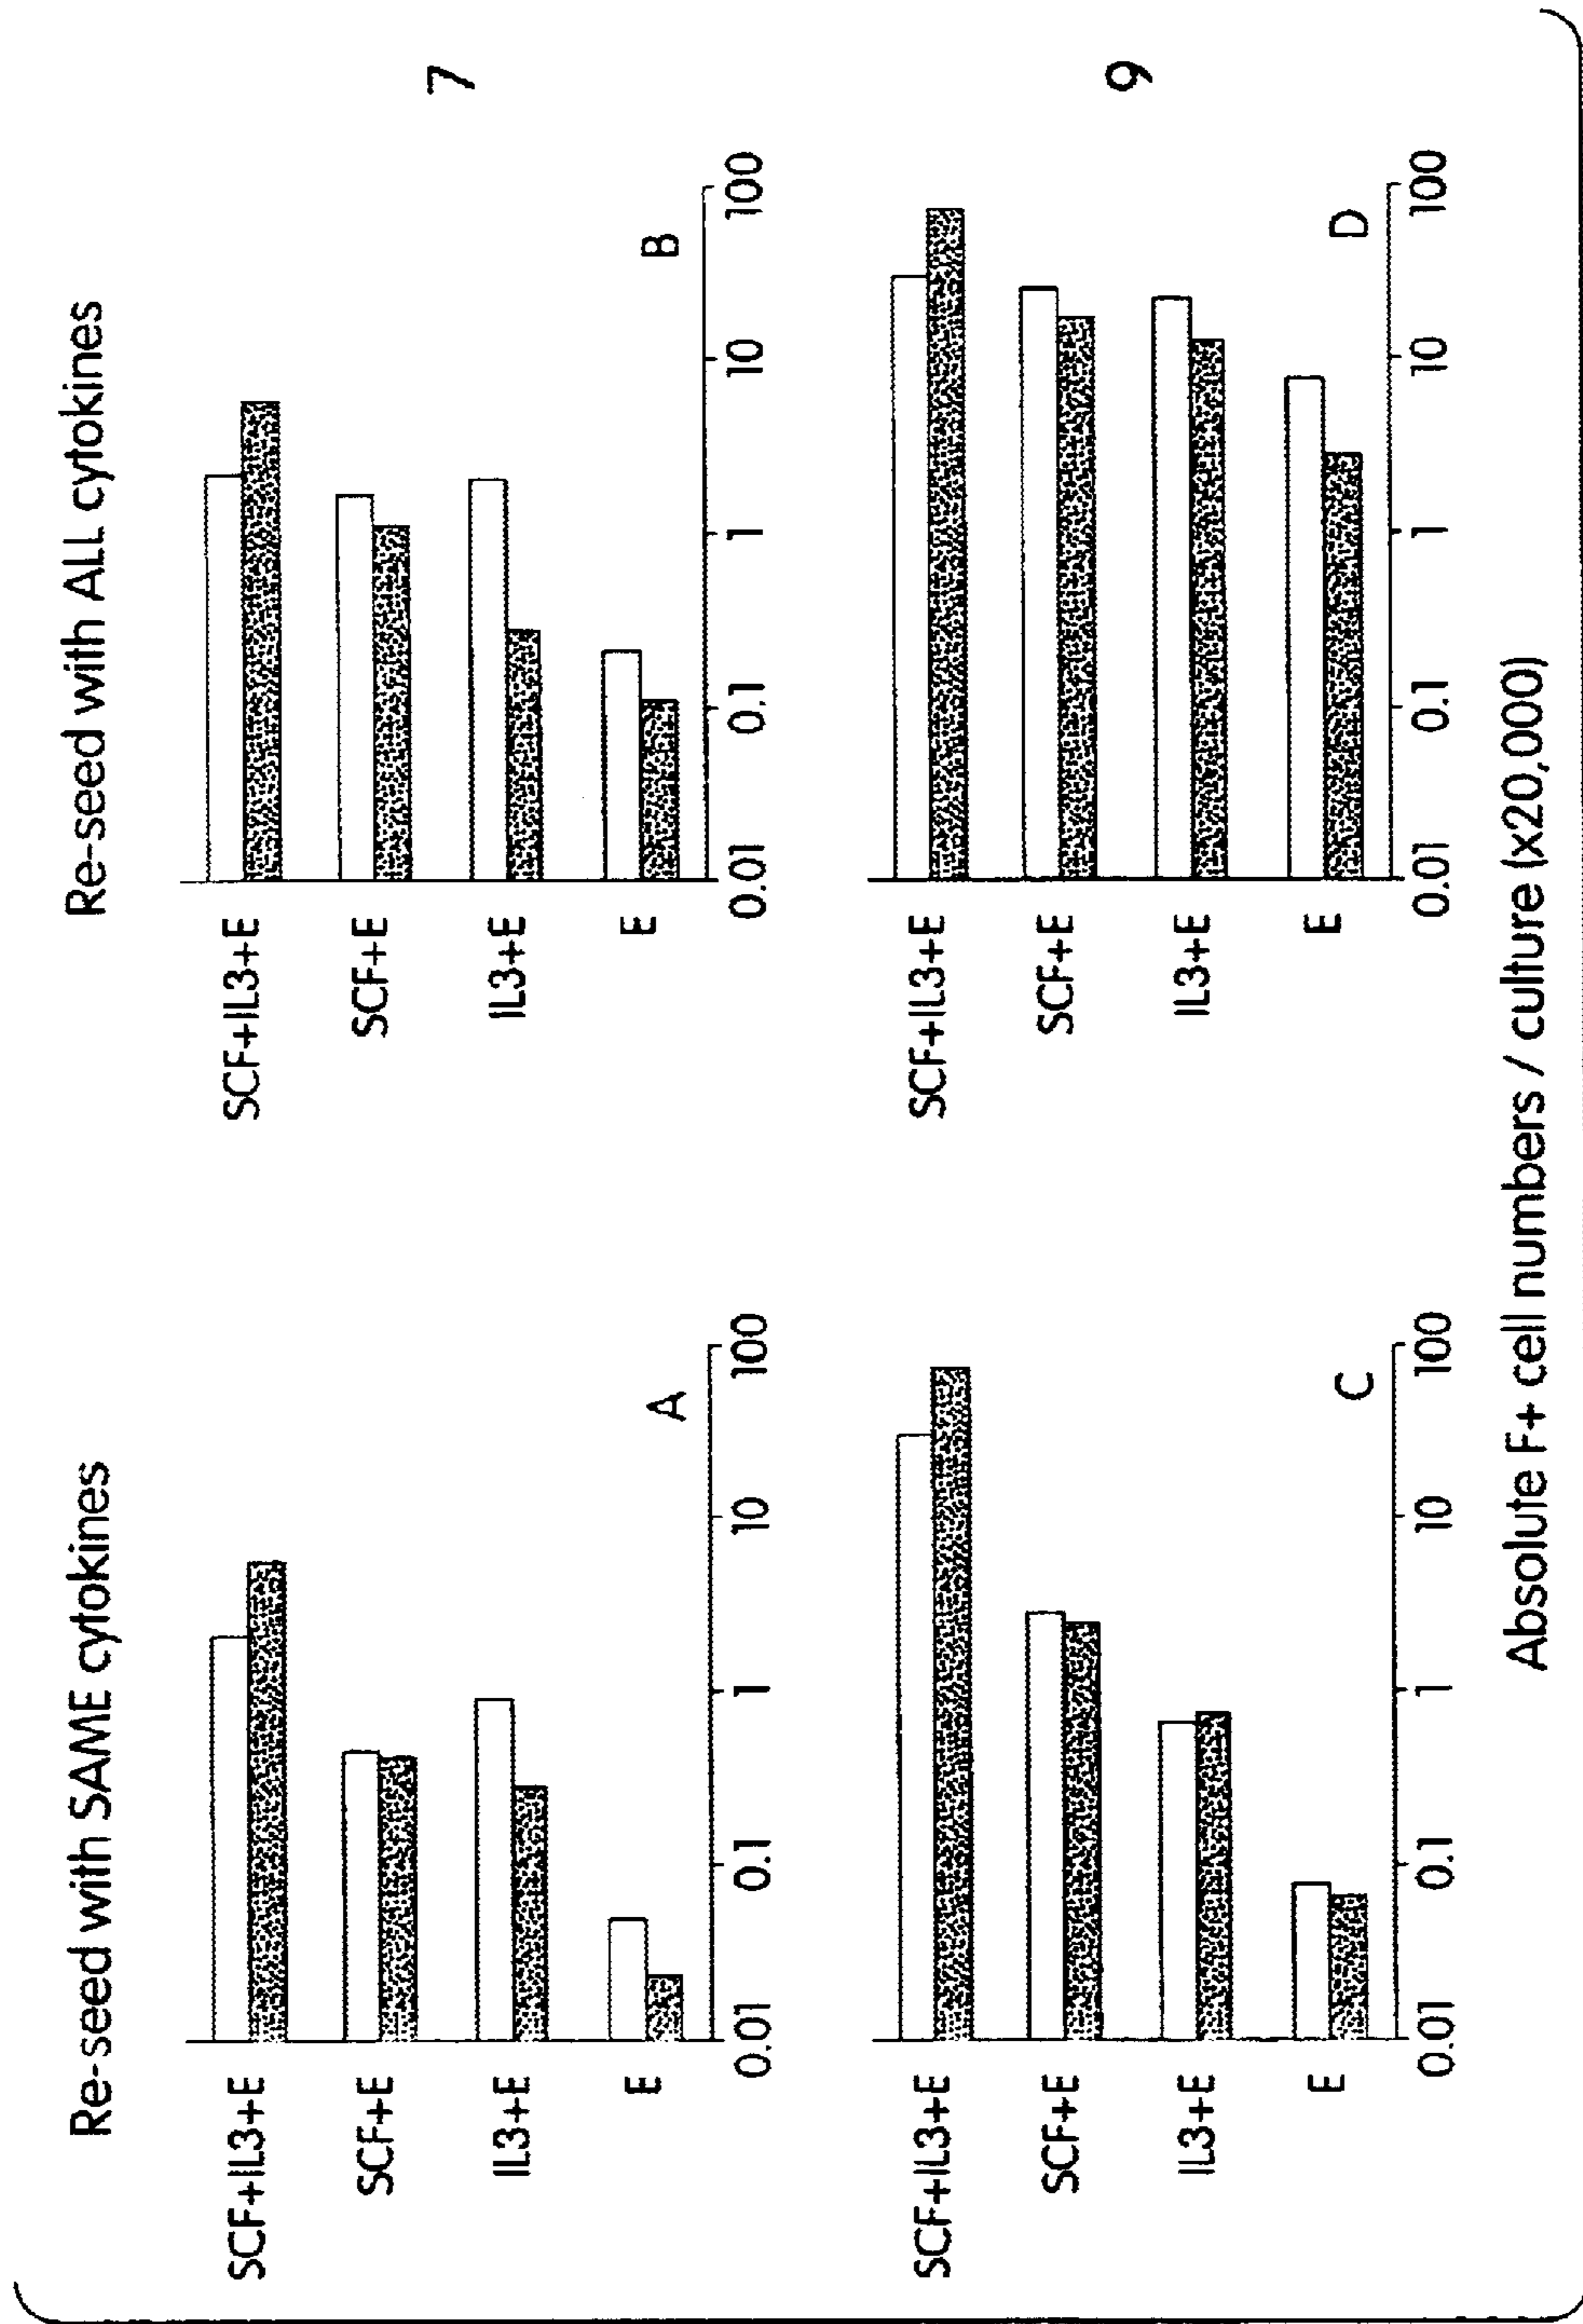 Re-seed with SAME cytokines
Re-seed with ALL cytokines
SCF+IL3+E
SCF+E
IL3+E
E
A
0.01 0.1 1 10 100
SCF+IL3+E
SCF+E
IL3+E
E
B
0.01 0.1 1 10 100
7
SCF+IL3+E
SCF+E
IL3+E
E
C
0.01 0.1 1 10 100
SCF+IL3+E
SCF+E
IL3+E
E
D
0.01 0.1 1 10 100
9
Absolute F+ cell numbers / culture (x20,000)